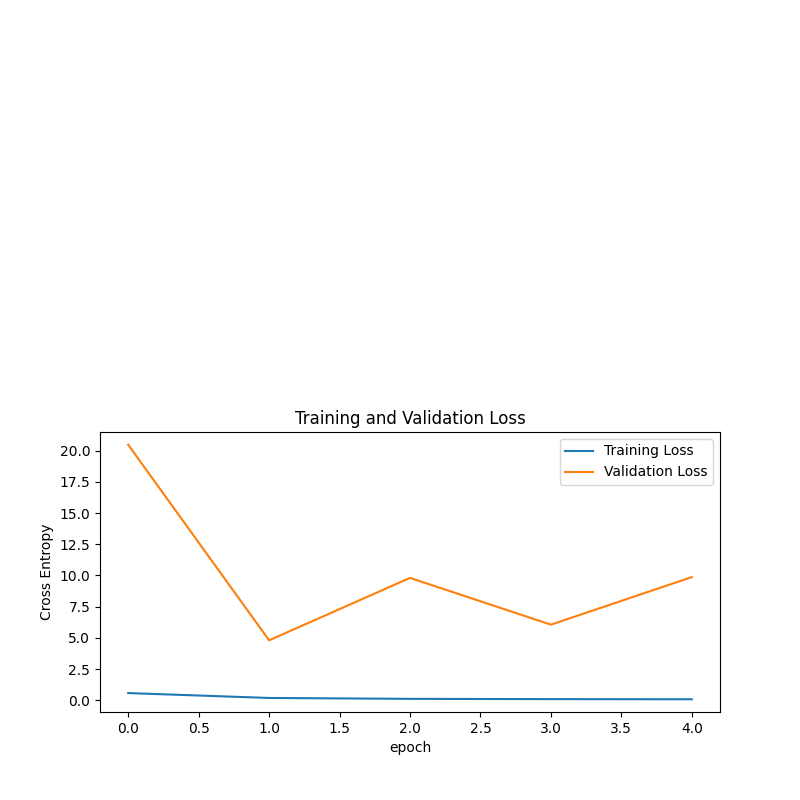 Training and Validation Loss
Training Loss
Validation Loss
20.0
17.5
15.0
12.5
10.0
7.5
5.0
2.5
0.0
Cross Entropy
0.0 0.5 1.0 1.5 2.0 2.5 3.0 3.5 4.0
epoch